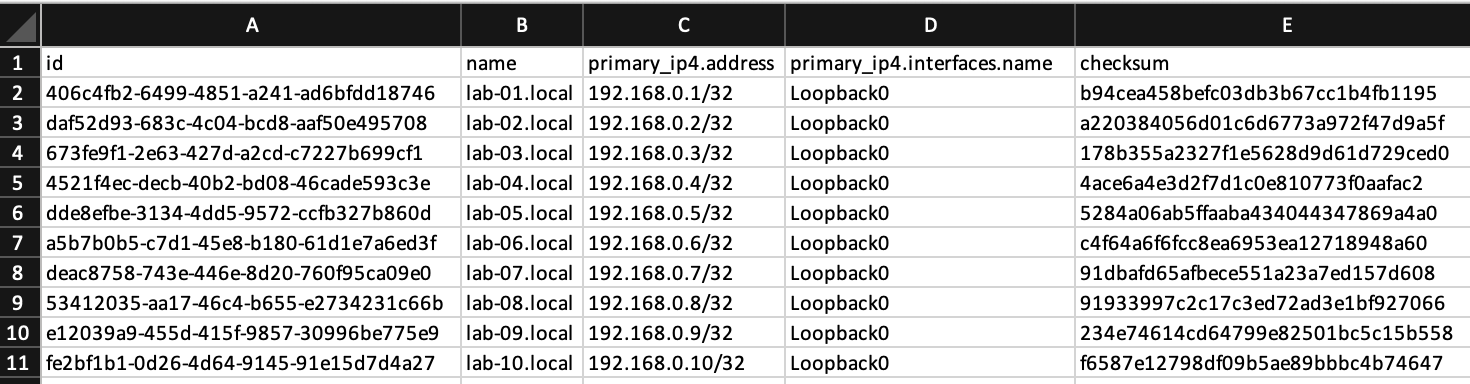 A B C D E
1 id name primary_ip4.address primary_ip4.interfaces.name checksum
2 406c4fb2-6499-4851-a241-ad6bfdd18746 lab-01.local 192.168.0.1/32 Loopback0 b94cea458befc03db3b67cc1b4fb1195
3 daf52d93-683c-4c04-bcd8-aaf50e495708 lab-02.local 192.168.0.2/32 Loopback0 a220384056d01c6d6773a972f47d9a5f
4 673fe9f1-2e63-427d-a2cd-c7227b699cf1 lab-03.local 192.168.0.3/32 Loopback0 178b355a2327f1e5628d9d61d729ced0
5 4521f4ec-decb-40b2-bd08-46cade593c3e lab-04.local 192.168.0.4/32 Loopback0 4ace6a4e3d2f7d1c0e810773f0aafac2
6 dde8efbe-3134-4dd5-9572-ccfb327b860d lab-05.local 192.168.0.5/32 Loopback0 5284a06ab5ffaaba434044347869a4a0
7 a5b7b0b5-c7d1-45e8-b180-61d1e7a6ed3f lab-06.local 192.168.0.6/32 Loopback0 c4f64a6f6fcc8ea6953ea12718948a60
8 deac8758-743e-446e-8d20-760f95ca09e0 lab-07.local 192.168.0.7/32 Loopback0 91dbafd65afbece551a23a7ed157d608
9 53412035-aa17-46c4-b655-e2734231c66b lab-08.local 192.168.0.8/32 Loopback0 91933997c2c17c3ed72ad3e1bf927066
10 e12039a9-455d-415f-9857-30996be775e9 lab-09.local 192.168.0.9/32 Loopback0 234e74614cd64799e82501bc5c15b558
11 fe2bf1b1-0d26-4d64-9145-91e15d7d4a27 lab-10.local 192.168.0.10/32 Loopback0 f6587e12798df09b5ae89bbbc4b74647